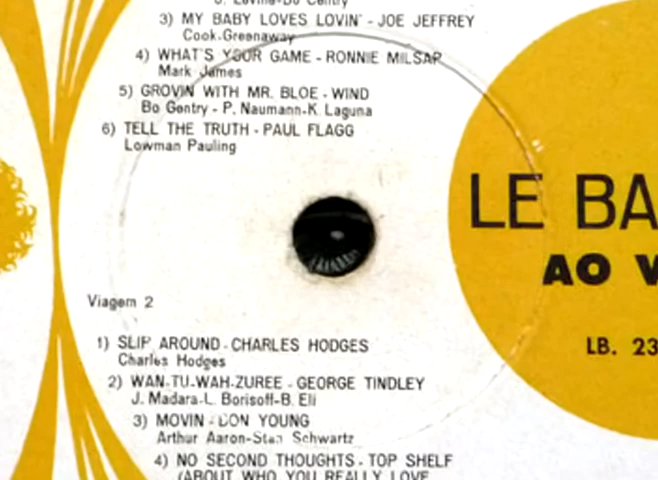 3) MY BABY LOVES LOVIN' - JOE JEFFREY
Cook-Greenaway
4) WHAT'S YOUR GAME - RONNIE MILSAP
Mark James
5) GROVIN WITH MR. BLOE - WIND
Bo Gentry - P. Naumann-K. Laguna
6) TELL THE TRUTH - PAUL FLAGG
Lowman Pauling
LE BA
AO V
LB. 23
Viagem 2
1) SLIP AROUND - CHARLES HODGES
Charles Hodges
2) WAN-TU-WAH-ZUREE - GEORGE TINDLEY
J. Madara-L. Borisoff-B. Eli
3) MOVIN - DON YOUNG
Arthur Aaron-Stan Schwartz
4) NO SECOND THOUGHTS - TOP SHELF
(ABOUT WHO YOU REALLY LOVE